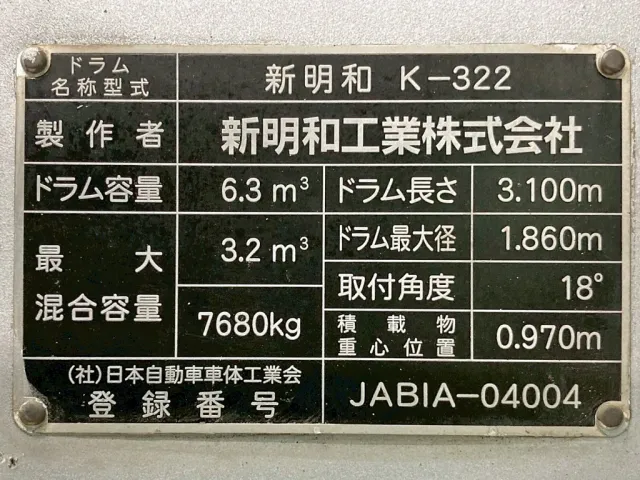 ドラム
名称型式
新明和 K-322
製作者
新明和工業株式会社
ドラム容量
6.3 m³
ドラム長さ
3.100m
最大
混合容量
3.2 m³
7680kg
ドラム最大径
1.860m
取付角度
18°
積載物
重心位置
0.970m
(社)日本自動車車体工業会
登録番号
JABIA-04004